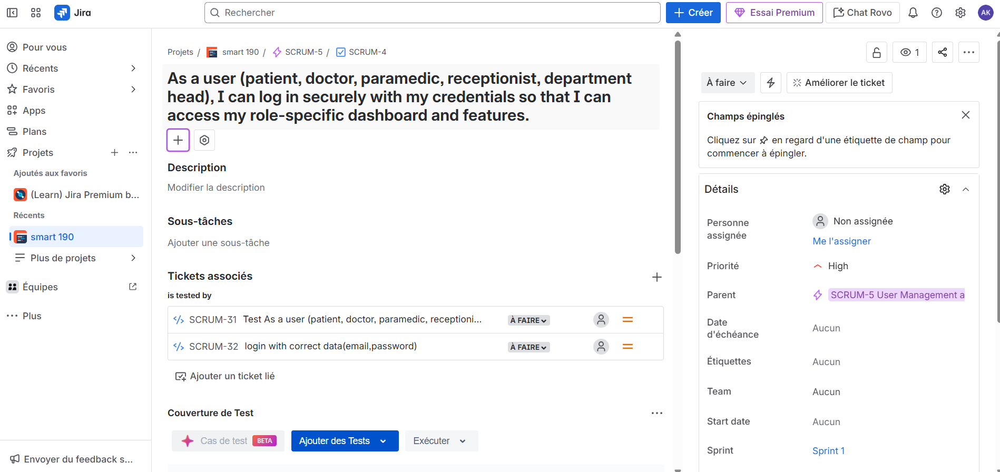 Jira
Rechercher
Créer
Essai Premium
Chat Rovo
AK
Pour vous
Récents
Favoris
Apps
Plans
Projets
Ajoutés aux favoris
(Learn) Jira Premium b...
Récents
smart 190
Plus de projets
Équipes
Plus
Envoyer du feedback s...
Projets / smart 190 / SCRUM-5 / SCRUM-4
As a user (patient, doctor, paramedic, receptionist, department
head), I can log in securely with my credentials so that I can
access my role-specific dashboard and features.
Description
Modifier la description
Sous-tâches
Ajouter une sous-tâche
Tickets associés
is tested by
SCRUM-31 Test As a user (patient, doctor, paramedic, receptioni... À FAIRE
SCRUM-32 login with correct data(email,password) À FAIRE
Ajouter un ticket lié
Couverture de Test
Cas de test BETA
Ajouter des Tests
Exécuter
1
À faire
Améliorer le ticket
Champs épinglés
Cliquez sur en regard d'une étiquette de champ pour
commencer à épingler.
Détails
Personne
assignée
Non assignée
Me l'assigner
Priorité
High
Parent
SCRUM-5 User Management a
Date
d'échéance
Aucun
Étiquettes
Aucun
Team
Aucun
Start date
Aucun
Sprint
Sprint 1